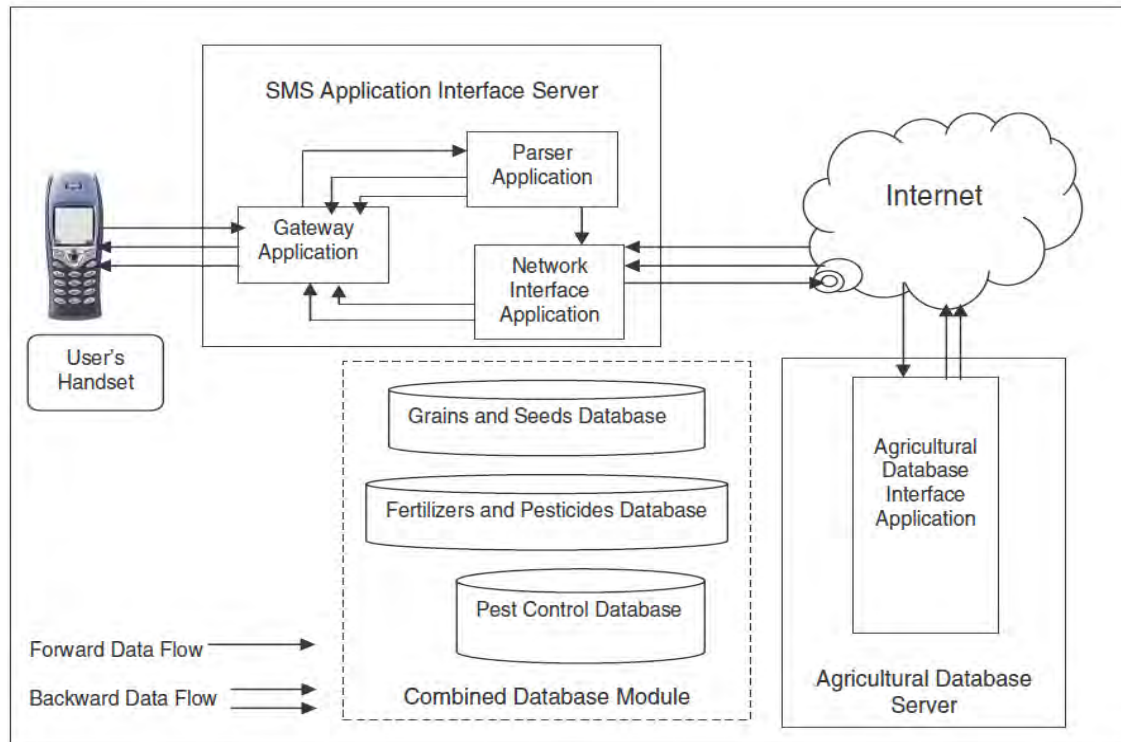 SMS Application Interface Server
Parser
Application
Gateway
Application
Network
Interface
Application
Internet
User's
Handset
Grains and Seeds Database
Fertilizers and Pesticides Database
Pest Control Database
Combined Database Module
Agricultural
Database
Interface
Application
Agricultural Database
Server
Forward Data Flow
Backward Data Flow